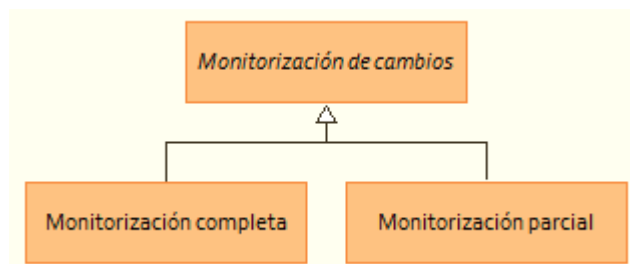 Monitorización de cambios
Monitorización completa
Monitorización parcial